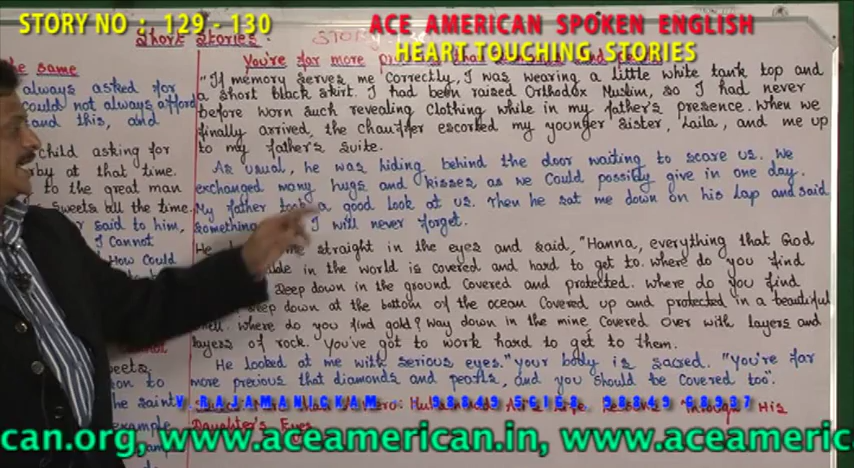 STORY NO : 129 - 130
ACE AMERICAN SPOKEN ENGLISH
HEART TOUCHING STORIES
Short Stories:
the same
always asked for
could not always afford
and this, and
child asking for
rby at that time.
to the great man
sweets all the time.
said to him,
I cannot
How could
sweets
on to
the saint
example
You're far more
"If memory serves me correctly, I was wearing a little white tank top and
a short black skirt. I had been raised Orthodox Muslim, so I had never
before worn such revealing clothing while in my father's presence. When we
finally arrived, the chauffer escorted my younger sister, Laila, and me up
to my father's suite.
As usual, he was hiding behind the door waiting to scare us. We
exchanged many hugs and kisses as we could possibly give in one day.
My father took a good look at us. Then he sat me down on his lap and said
something I will never forget.
He straight in the eyes and said, "Hanna, everything that God
in the world is covered and hard to get to. Where do you find
Deep down in the ground covered and protected. Where do you find
Deep down at the bottom of the ocean covered up and protected in a beautiful
Where do you find gold? Way down in the mine covered over with layers and
layers of rock. You've got to work hard to get to them.
He looked at me with serious eyes. "Your body is sacred. "You're far
more precious that diamonds and pearls, and you should be covered too".
V. RAJAMANICKAM
Through His
Daughter's Eyes
can.org, www.aceamerican.in, www.americ